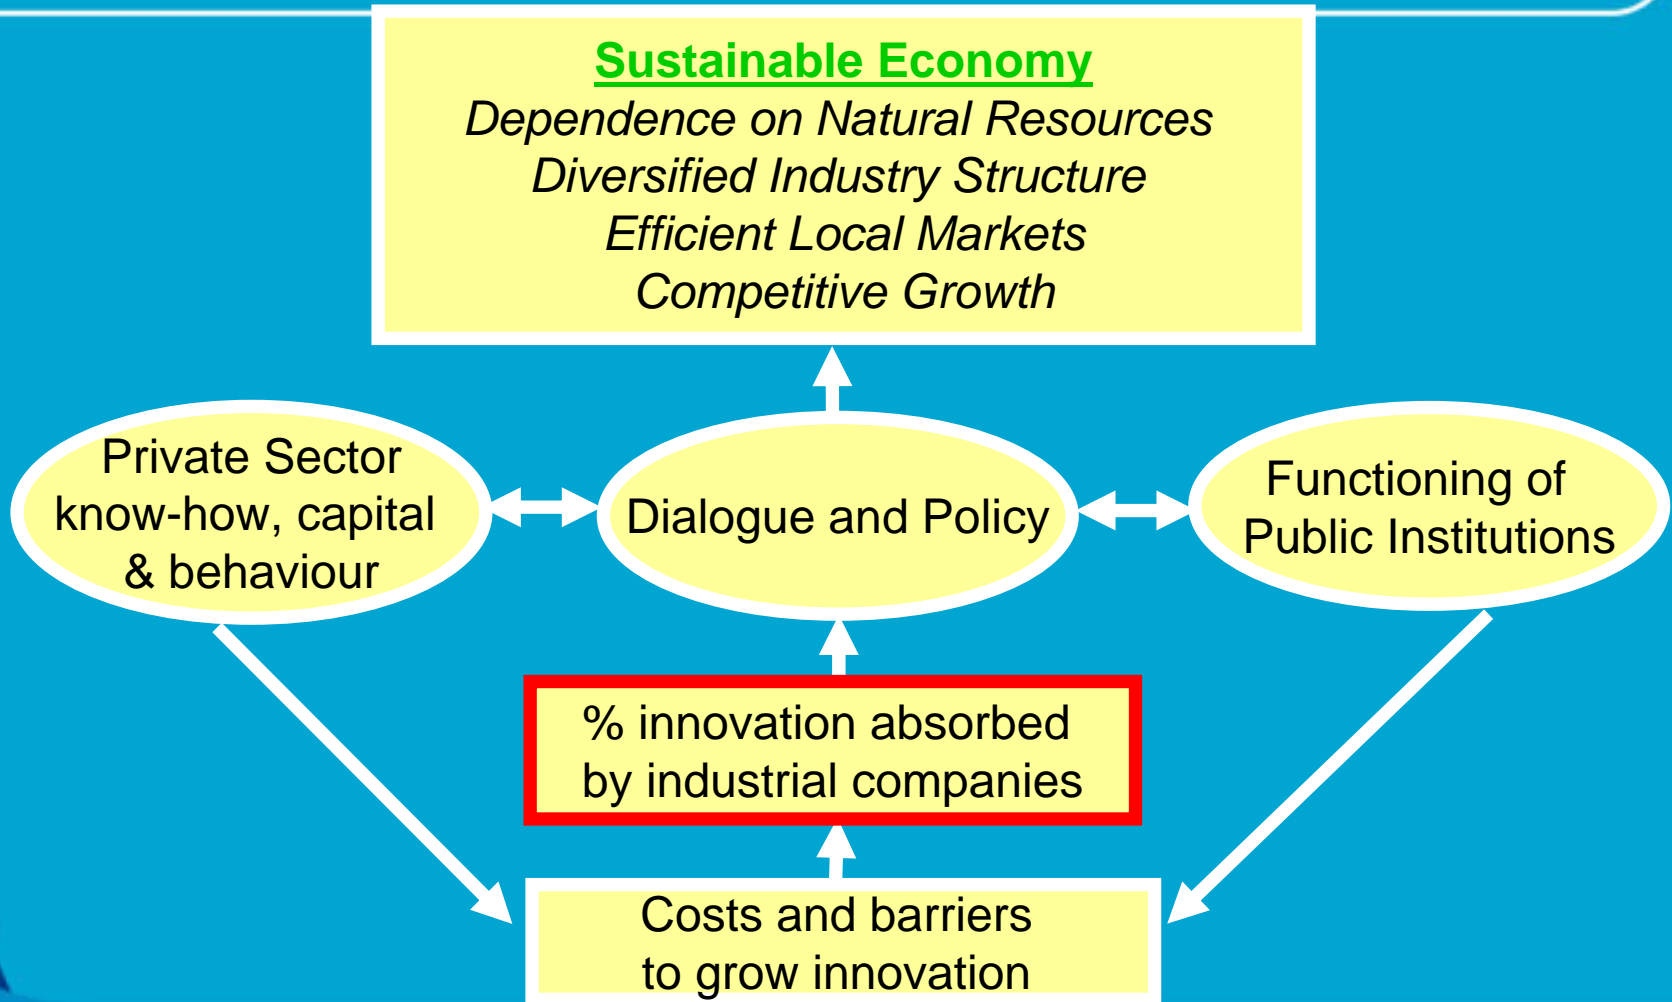 Sustainable Economy
Dependence on Natural Resources
Diversified Industry Structure
Efficient Local Markets
Competitive Growth
Private Sector
know-how, capital
& behaviour
Dialogue and Policy
Functioning of
Public Institutions
% innovation absorbed
by industrial companies
Costs and barriers
to grow innovation